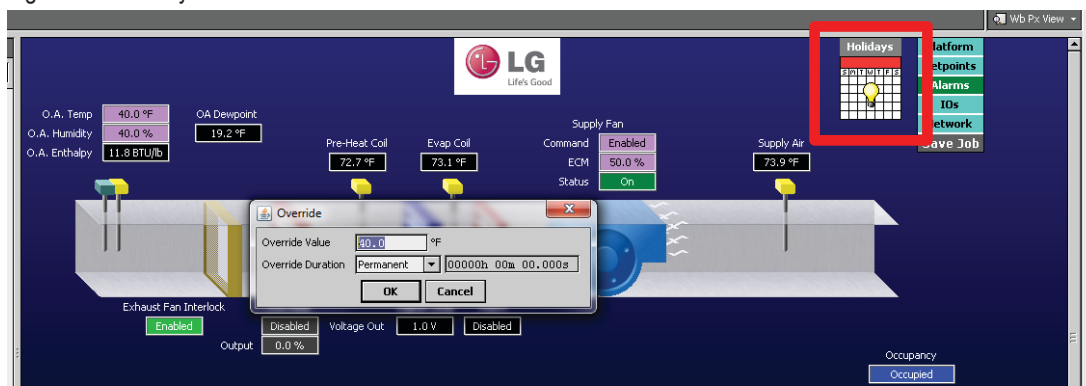 Wb Px View
LG
Life's Good
Holidays
S M T W T F S
latform
etpoints
Alarms
IOs
etwork
ave Job
O.A. Temp 40.0 °F
OA Dewpoint
O.A. Humidity 40.0 %
19.2 °F
O.A. Enthalpy 11.8 BTU/lb
Pre-Heat Coil
72.7 °F
Evap Coil
73.1 °F
Supply Fan
Command Enabled
ECM 50.0 %
Status On
Supply Air
73.9 °F
Override
Override Value 40.0 °F
Override Duration Permanent 00000h 00m 00.000s
OK Cancel
Exhaust Fan Interlock
Enabled
Disabled
Voltage Out 1.0 V Disabled
Output 0.0 %
Occupancy
Occupied